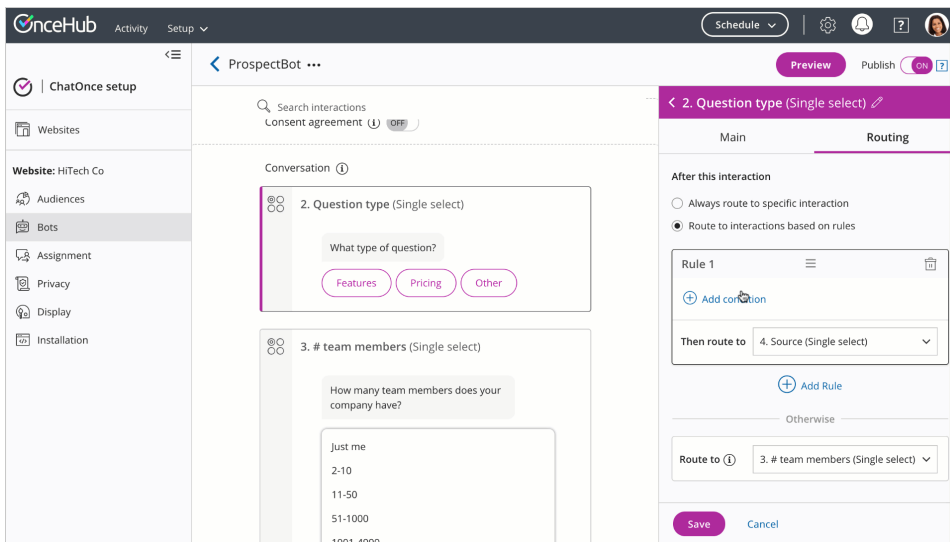 OnceHub
Activity
Setup
Schedule
?
ChatOnce setup
Websites
Website: HiTech Co
Audiences
Bots
Assignment
Privacy
Display
Installation
ProspectBot
Preview
Publish
ON
?
Search interactions
Consent agreement
OFF
Conversation
2. Question type (Single select)
What type of question?
Features
Pricing
Other
3. # team members (Single select)
How many team members does your
company have?
Just me
2-10
11-50
51-1000
1001-4000
2. Question type (Single select)
Main
Routing
After this interaction
Always route to specific interaction
Route to interactions based on rules
Rule 1
Add condition
Then route to
4. Source (Single select)
Add Rule
Otherwise
Route to
3. # team members (Single select)
Save
Cancel